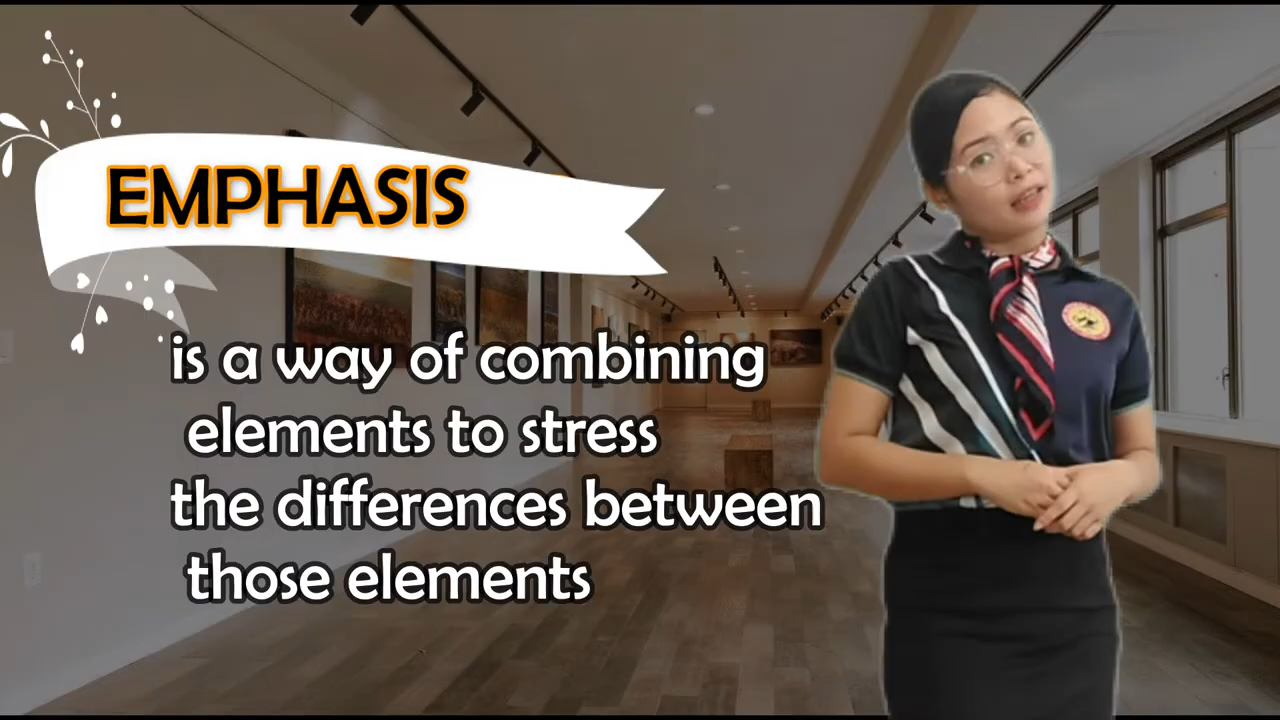 EMPHASIS
is a way of combining
elements to stress
the differences between
those elements